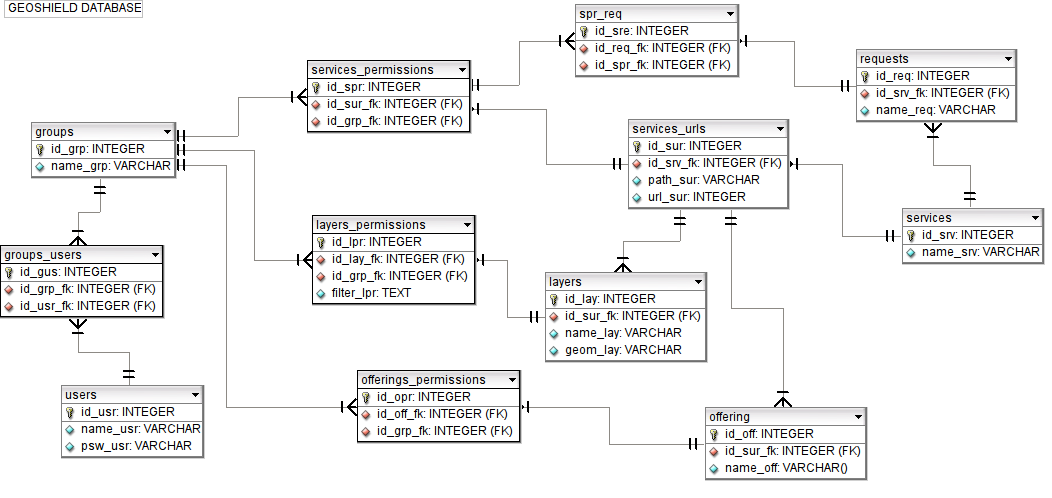 GEOSHIELD DATABASE
spr_req
id_sre: INTEGER
id_req_fk: INTEGER (FK)
id_spr_fk: INTEGER (FK)
requests
id_req: INTEGER
id_srv_fk: INTEGER (FK)
name_req: VARCHAR
services_permissions
id_spr: INTEGER
id_sur_fk: INTEGER (FK)
id_grp_fk: INTEGER (FK)
groups
id_grp: INTEGER
name_grp: VARCHAR
services_urls
id_sur: INTEGER
id_srv_fk: INTEGER (FK)
path_sur: VARCHAR
url_sur: INTEGER
services
id_srv: INTEGER
name_srv: VARCHAR
layers_permissions
id_lpr: INTEGER
id_lay_fk: INTEGER (FK)
id_grp_fk: INTEGER (FK)
filter_lpr: TEXT
groups_users
id_gus: INTEGER
id_grp_fk: INTEGER (FK)
id_usr_fk: INTEGER (FK)
layers
id_lay: INTEGER
id_sur_fk: INTEGER (FK)
name_lay: VARCHAR
geom_lay: VARCHAR
users
id_usr: INTEGER
name_usr: VARCHAR
psw_usr: VARCHAR
offerings_permissions
id_opr: INTEGER
id_off_fk: INTEGER (FK)
id_grp_fk: INTEGER (FK)
offering
id_off: INTEGER
id_sur_fk: INTEGER (FK)
name_off: VARCHAR()